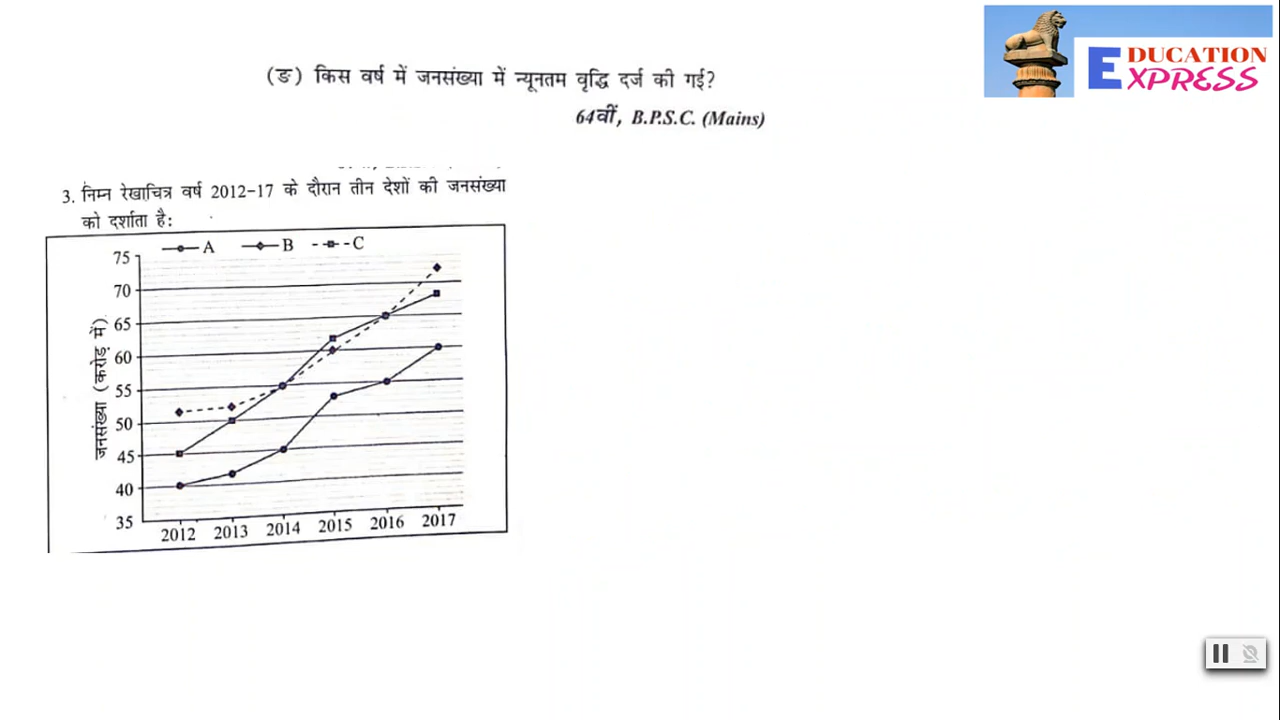 EDUCATION
EXPRESS
(ङ) किस वर्ष में जनसंख्या में न्यूनतम वृद्धि दर्ज की गई?
64वीं, B.P.S.C. (Mains)
3. निम्न रेखाचित्र वर्ष 2012-17 के दौरान तीन देशों की जनसंख्या
को दर्शाता है:
A B C
जनसंख्या (करोड़ में)
75
70
65
60
55
50
45
40
35
2012 2013 2014 2015 2016 2017